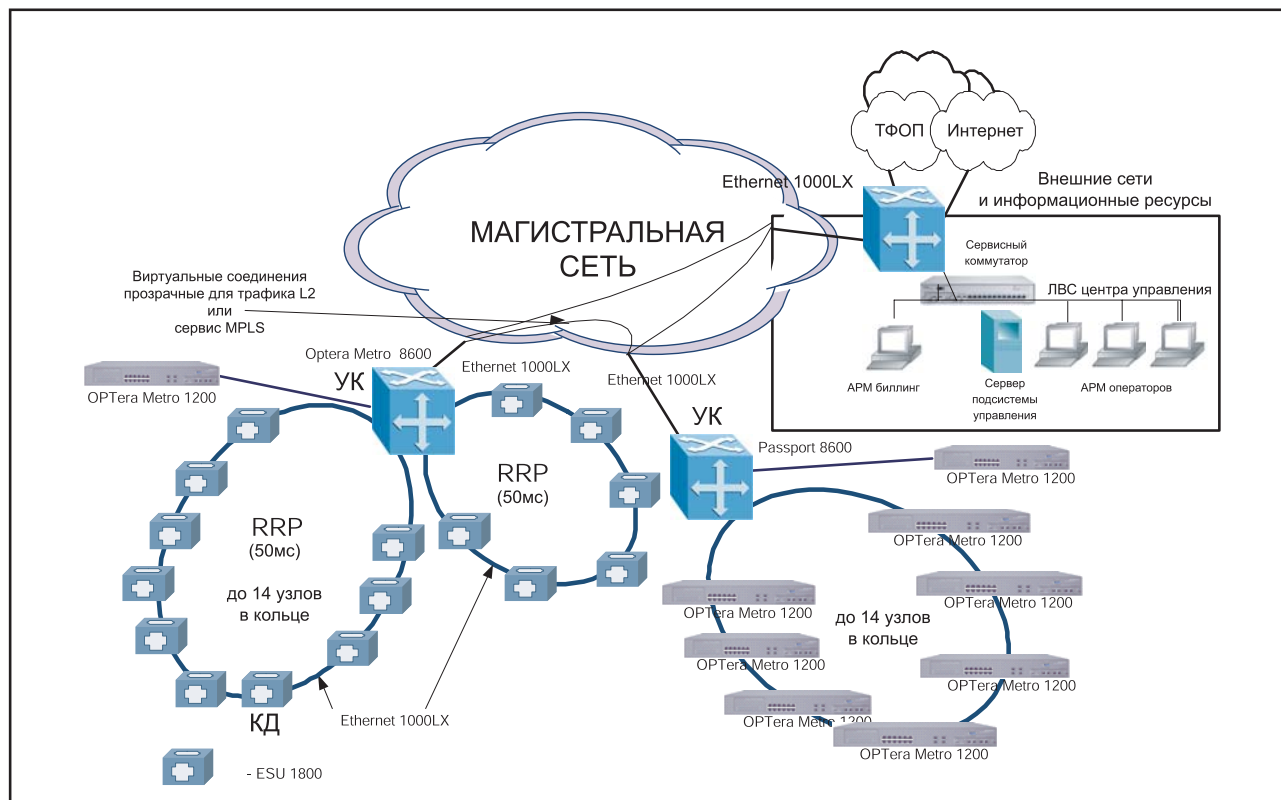 ТФОП
Интернет
Ethernet 1000LX
Внешние сети
и информационные ресурсы
МАГИСТРАЛЬНАЯ
СЕТЬ
Сервисный
коммутатор
ЛВС центра управления
АРМ биллинг
Сервер
подсистемы
управления
АРМ операторов
Виртуальные соединения
прозрачные для трафика L2
или
сервис MPLS
Optera Metro 8600
Ethernet 1000LX
Ethernet 1000LX
УК
OPTera Metro 1200
УК
Passport 8600
OPTera Metro 1200
RRP
(50мс)
RRP
(50мс)
до 14 узлов
в кольце
OPTera Metro 1200
OPTera Metro 1200
OPTera Metro 1200
до 14 узлов
в кольце
OPTera Metro 1200
OPTera Metro 1200
OPTera Metro 1200
OPTera Metro 1200
КД
Ethernet 1000LX
- ESU 1800